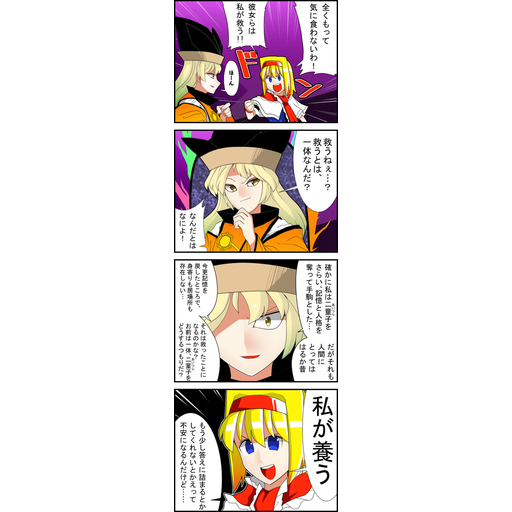 全くもって
気に食わないわ！
彼女らは
私が救う!!
ほーん
ドン
救うねぇ…？
救うとは、
一体なんだ？
なんだとは
なによ！
確かに私は二童子を
さらい、記憶と人格を
奪って手駒とした…
だがそれも
人間に
とっては
はるか昔
今更記憶を
戻したところで、
身寄りも居場所も
存在しない…
それは救ったことに
なるのかな？
お前は一体、二童子を
どうするつもりだ？
私が養う
もう少し答えに詰まるとか
してくれないとかえって
不安になるんだけど……